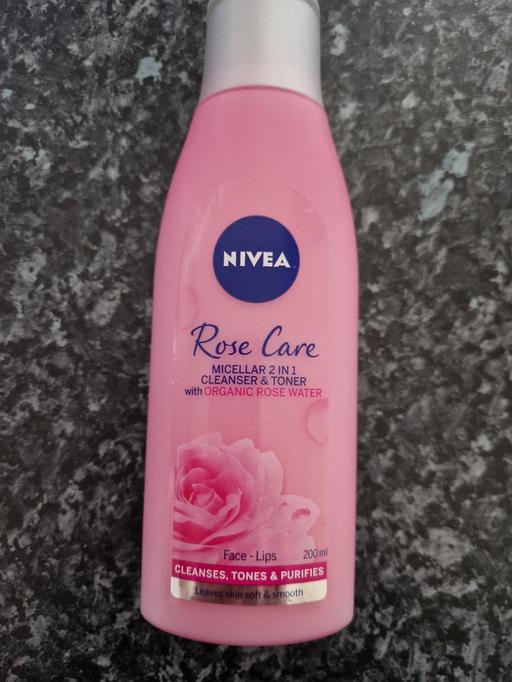 NIVEA
Rose Care
MICELLAR 2 IN 1
CLEANSER & TONER
with ORGANIC ROSE WATER
Face - Lips 200 ml
CLEANSES, TONES & PURIFIES
Leaves skin soft & smooth